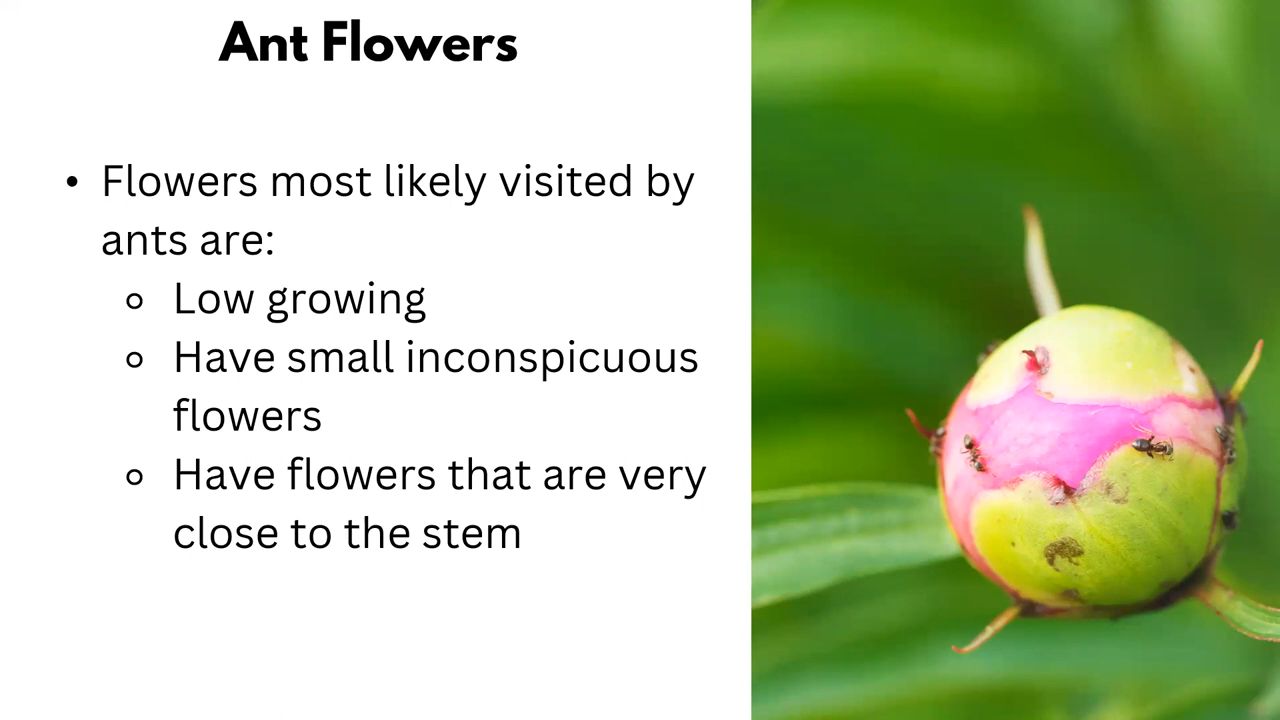 Ant Flowers
• Flowers most likely visited by
ants are:
◦ Low growing
◦ Have small inconspicuous
flowers
◦ Have flowers that are very
close to the stem